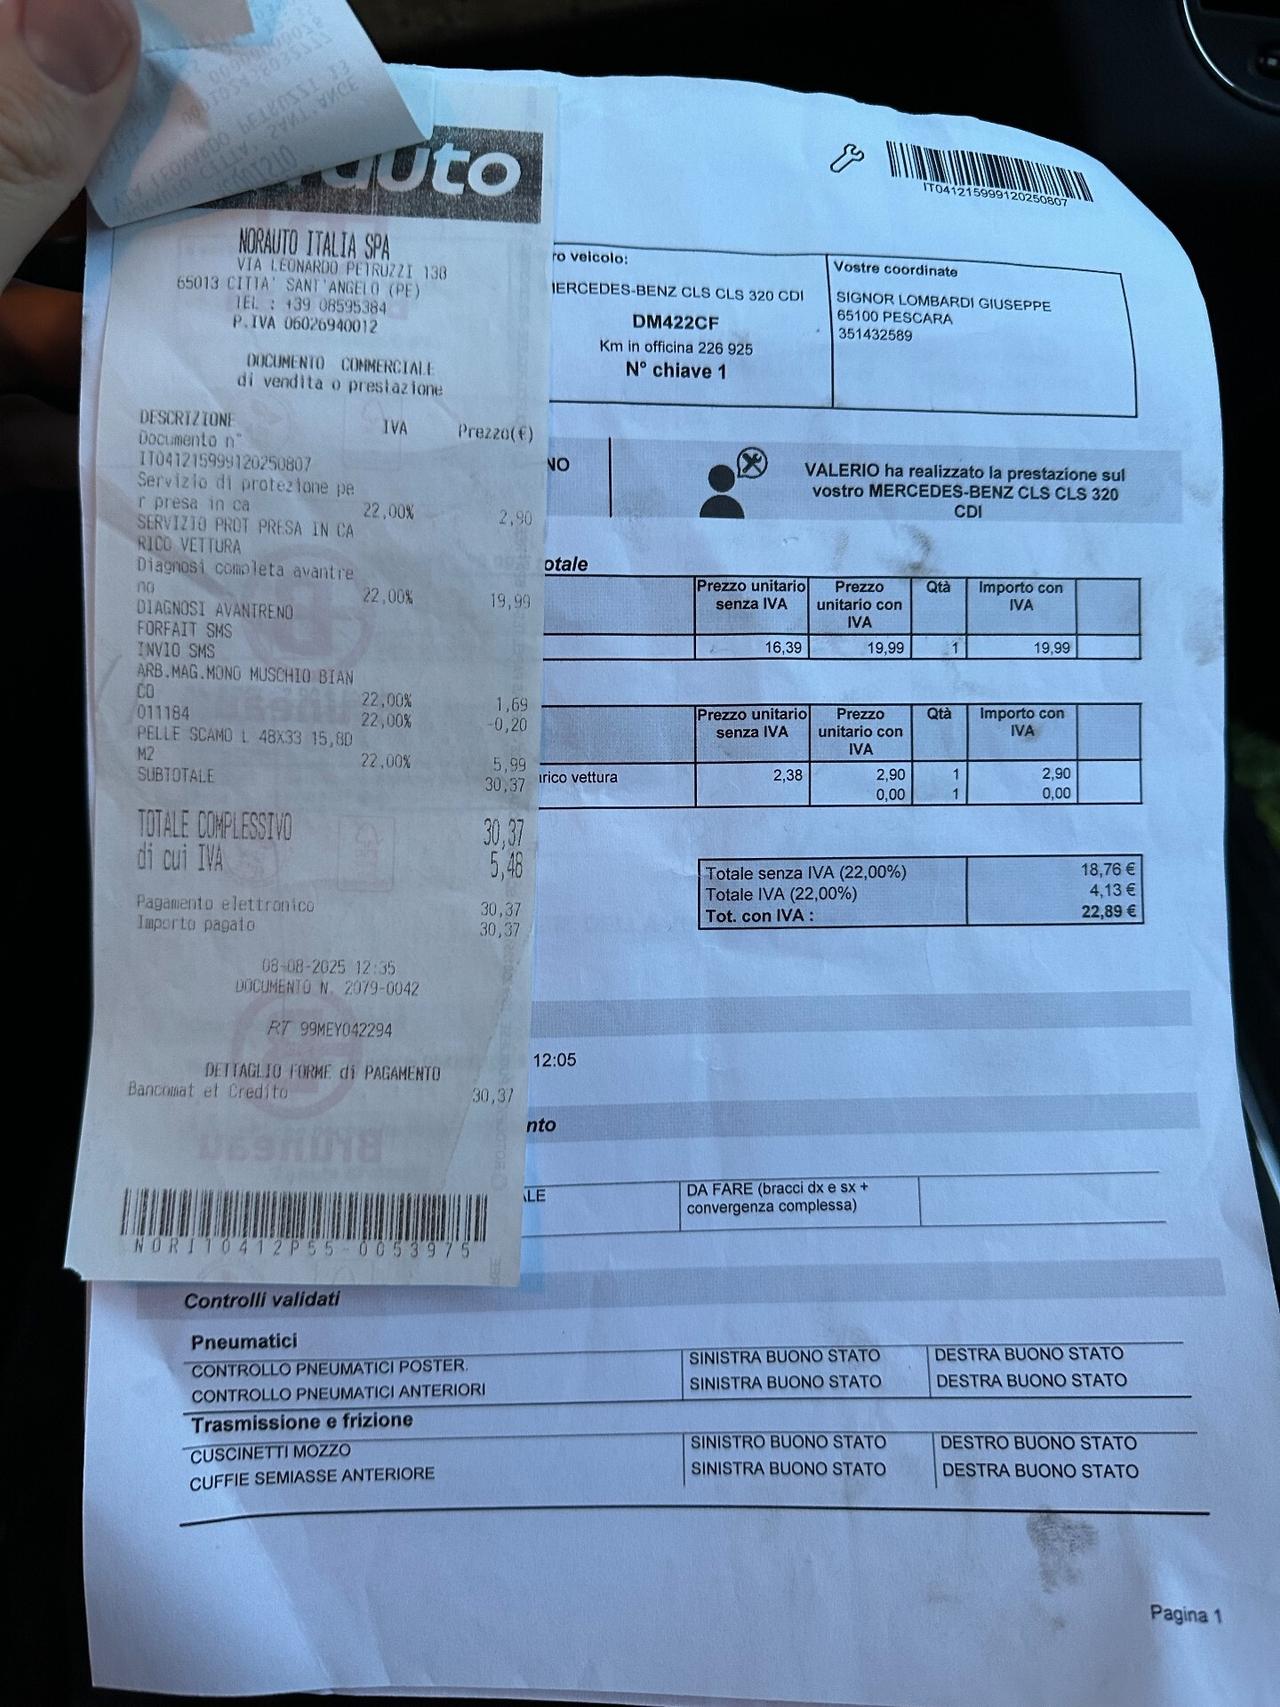 auto
NORAUTO ITALIA SPA
VIA LEONARDO PETRUZZI 138
65013 CITTA' SANT'ANGELO (PE)
TEL : +39 08595384
P.IVA 06026940012
DOCUMENTO COMMERCIALE
di vendita o prestazione
DESCRIZIONE IVA Prezzo(€)
Documento n°
IT041215999120250807
Servizio di protezione pe
r presa in ca 22,00% 2,90
SERVIZIO PROT PRESA IN CA
RICO VETTURA
Diagnosi completa avantre
no 22,00% 19,99
DIAGNOSI AVANTRENO
FORFAIT SMS
INVIO SMS
ARB.MAG.MONO MUSCHIO BIAN
CO 22,00% 1,69
011184 22,00% -0,20
PELLE SCAMO L 48X33 15,8D
M2 22,00% 5,99
SUBTOTALE 30,37
TOTALE COMPLESSIVO 30,37
di cui IVA 5,48
Pagamento elettronico 30,37
Importo pagato 30,37
08-08-2025 12:35
DOCUMENTO N. 2079-0042
RT 99MEY042294
DETTAGLIO FORME di PAGAMENTO
Bancomat et Credito 30,37
NORIT0412P55-0053975
IT041215999120250807
ro veicolo:
MERCEDES-BENZ CLS CLS 320 CDI
DM422CF
Km in officina 226 925
N° chiave 1
Vostre coordinate
SIGNOR LOMBARDI GIUSEPPE
65100 PESCARA
351432589
NO
VALERIO ha realizzato la prestazione sul
vostro MERCEDES-BENZ CLS CLS 320
CDI
otale
Prezzo unitario senza IVA Prezzo unitario con IVA Qtà Importo con IVA
16,39 19,99 1 19,99
Prezzo unitario senza IVA Prezzo unitario con IVA Qtà Importo con IVA
rico vettura 2,38 2,90 1 2,90
0,00 1 0,00
Totale senza IVA (22,00%) 18,76 €
Totale IVA (22,00%) 4,13 €
Tot. con IVA : 22,89 €
12:05
nto
ALE
DA FARE (bracci dx e sx +
convergenza complessa)
Controlli validati
Pneumatici
CONTROLLO PNEUMATICI POSTER. SINISTRA BUONO STATO DESTRA BUONO STATO
CONTROLLO PNEUMATICI ANTERIORI SINISTRA BUONO STATO DESTRA BUONO STATO
Trasmissione e frizione
CUSCINETTI MOZZO SINISTRO BUONO STATO DESTRO BUONO STATO
CUFFIE SEMIASSE ANTERIORE SINISTRA BUONO STATO DESTRA BUONO STATO
Pagina 1